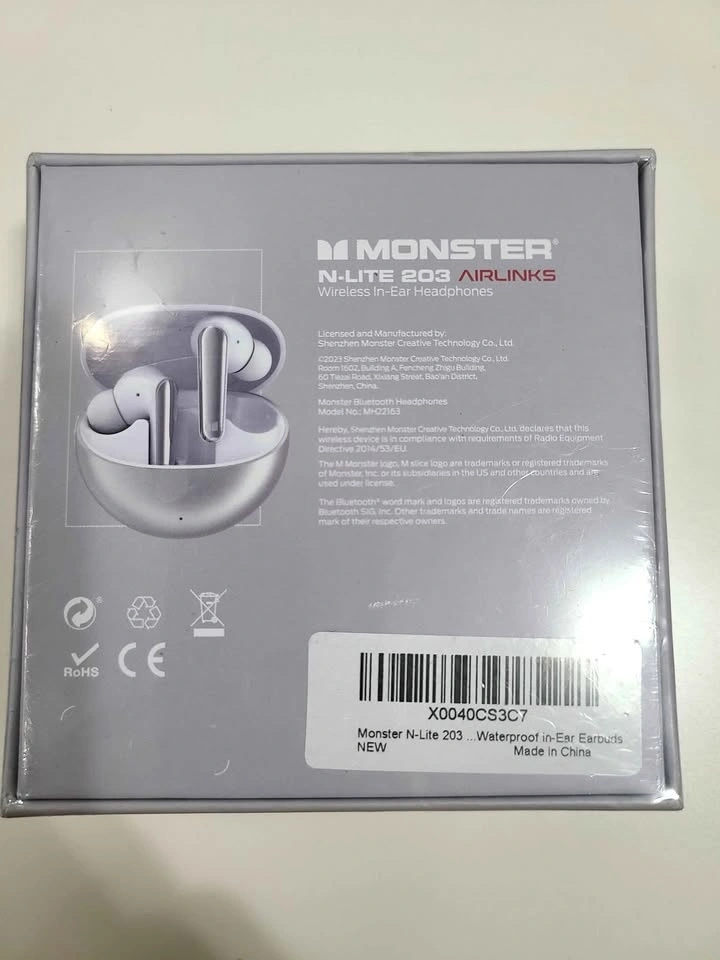 MONSTER®
N-LITE 203 AIRLINKS
Wireless In-Ear Headphones
Licensed and Manufactured by:
Shenzhen Monster Creative Technology Co., Ltd.
©2023 Shenzhen Monster Creative Technology Co., Ltd.
Room 1602, Building A, Fencheng Zhigu Building,
60 Tiezai Road, Xixiang Street, Bao'an District,
Shenzhen, China.
Monster Bluetooth Headphones
Model No.: MH22163
Hereby, Shenzhen Monster Creative Technology Co., Ltd. declares that this
wireless device is in compliance with requirements of Radio Equipment
Directive 2014/53/EU.
The M Monster logo, M slice logo are trademarks or registered trademarks
of Monster, Inc. or its subsidiaries in the US and other countries and are
used under license.
The Bluetooth® word mark and logos are registered trademarks owned by
Bluetooth SIG, Inc. Other trademarks and trade names are registered
mark of their respective owners.
®
RoHS CE
X0040CS3C7
Monster N-Lite 203 ...Waterproof in-Ear Earbuds
NEW Made in China